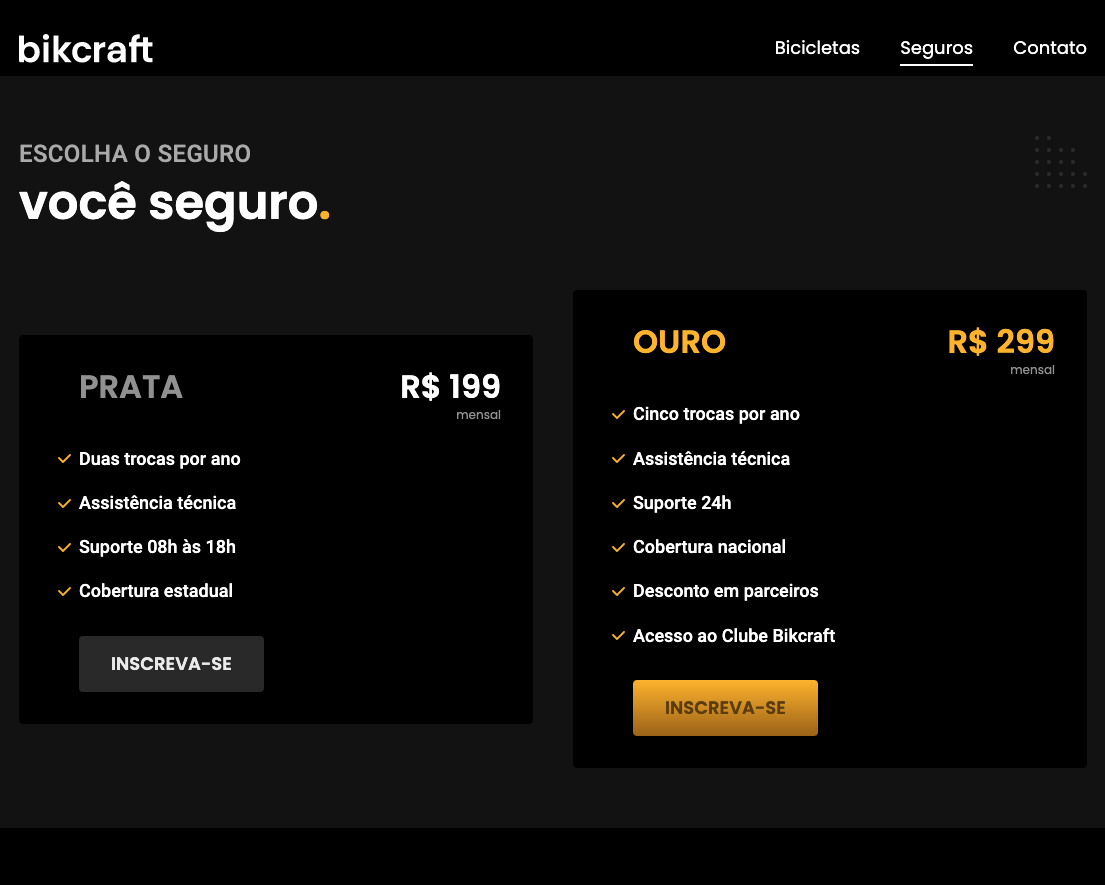 bikcraft
Bicicletas Seguros Contato
ESCOLHA O SEGURO
você seguro.
PRATA
R$ 199
mensal
Duas trocas por ano
Assistência técnica
Suporte 08h às 18h
Cobertura estadual
INSCREVA-SE
OURO
R$ 299
mensal
Cinco trocas por ano
Assistência técnica
Suporte 24h
Cobertura nacional
Desconto em parceiros
Acesso ao Clube Bikcraft
INSCREVA-SE